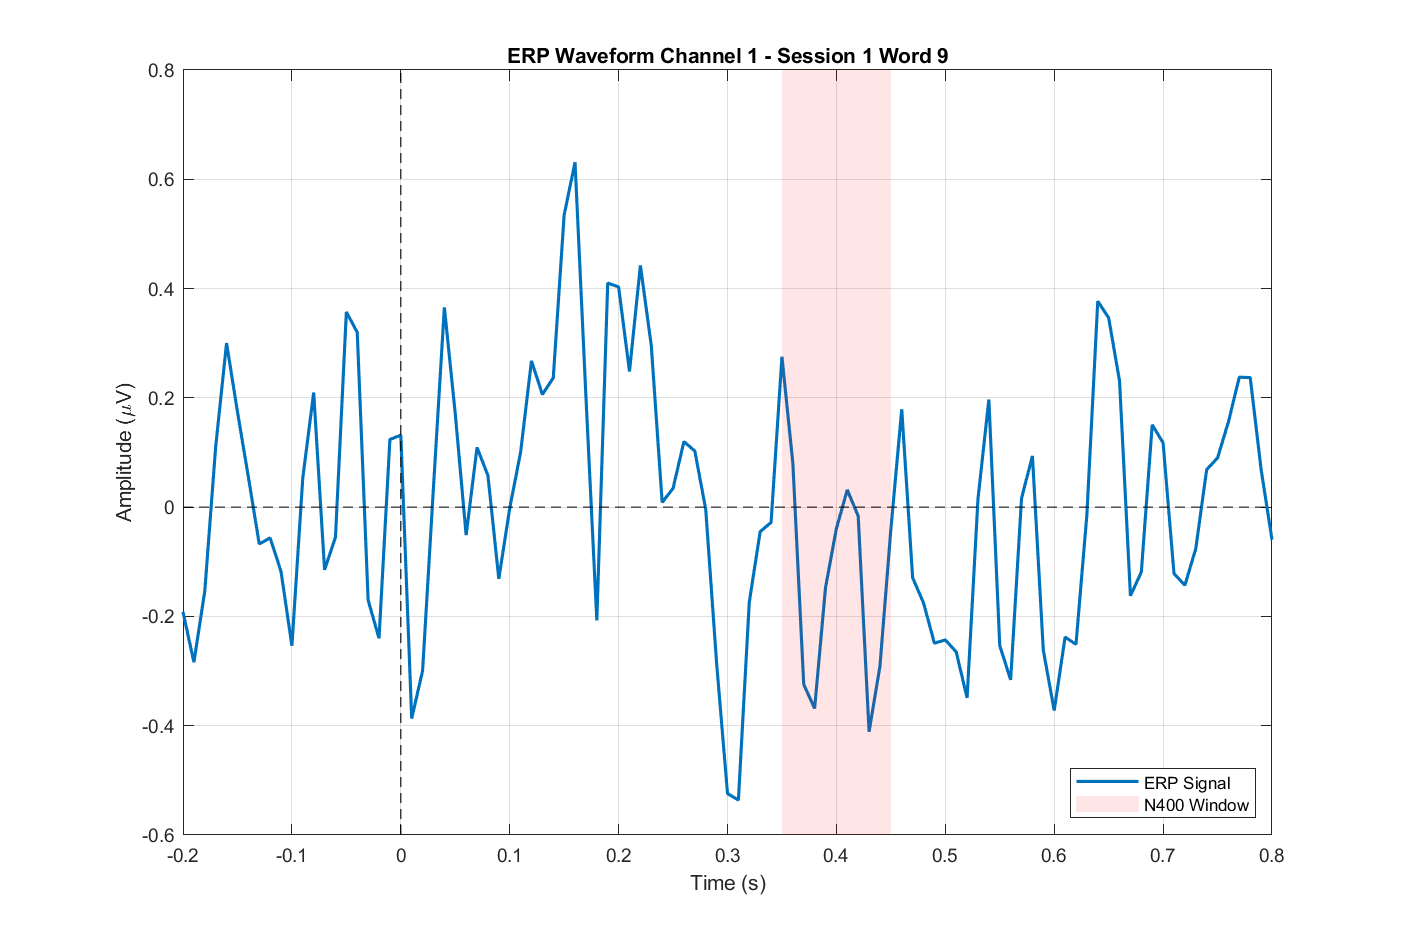 ERP Waveform Channel 1 - Session 1 Word 9
0.8
0.6
0.4
0.2
0
-0.2
-0.4
-0.6
Amplitude (μV)
-0.2 -0.1 0 0.1 0.2 0.3 0.4 0.5 0.6 0.7 0.8
Time (s)
ERP Signal
N400 Window